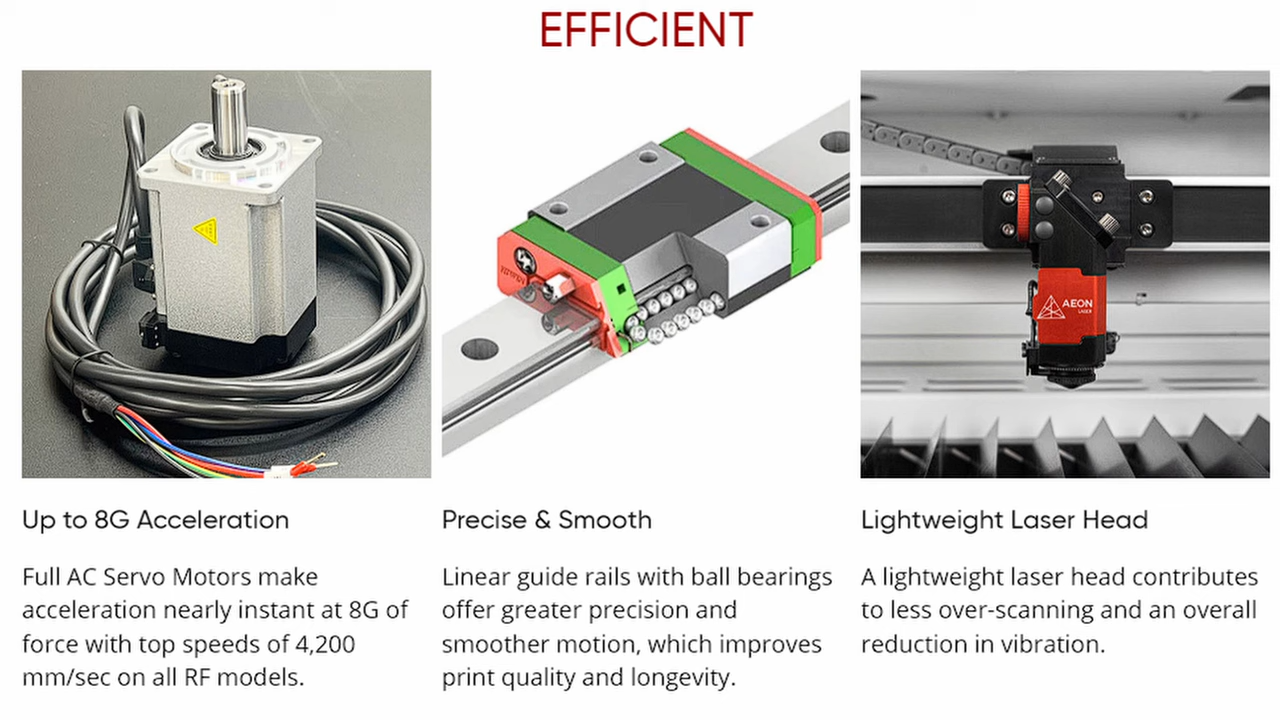 EFFICIENT
AEON
LASER
Up to 8G Acceleration
Full AC Servo Motors make
acceleration nearly instant at 8G of
force with top speeds of 4,200
mm/sec on all RF models.
Precise & Smooth
Linear guide rails with ball bearings
offer greater precision and
smoother motion, which improves
print quality and longevity.
Lightweight Laser Head
A lightweight laser head contributes
to less over-scanning and an overall
reduction in vibration.